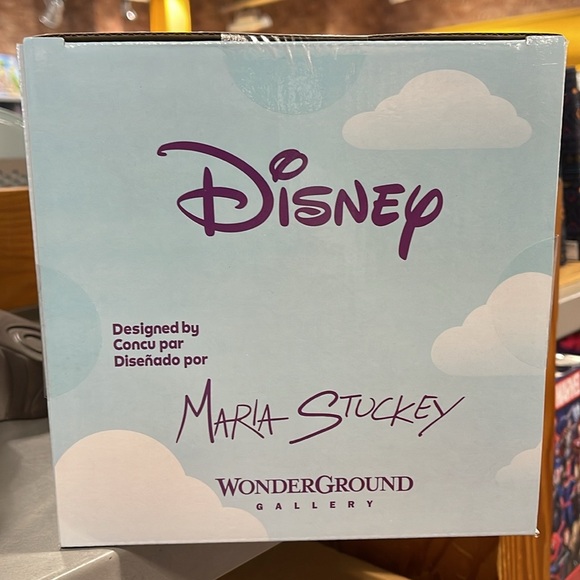 Disney
Designed by
Concu par
Diseñado por
Maria Stuckey
WonderGround
GALLERY